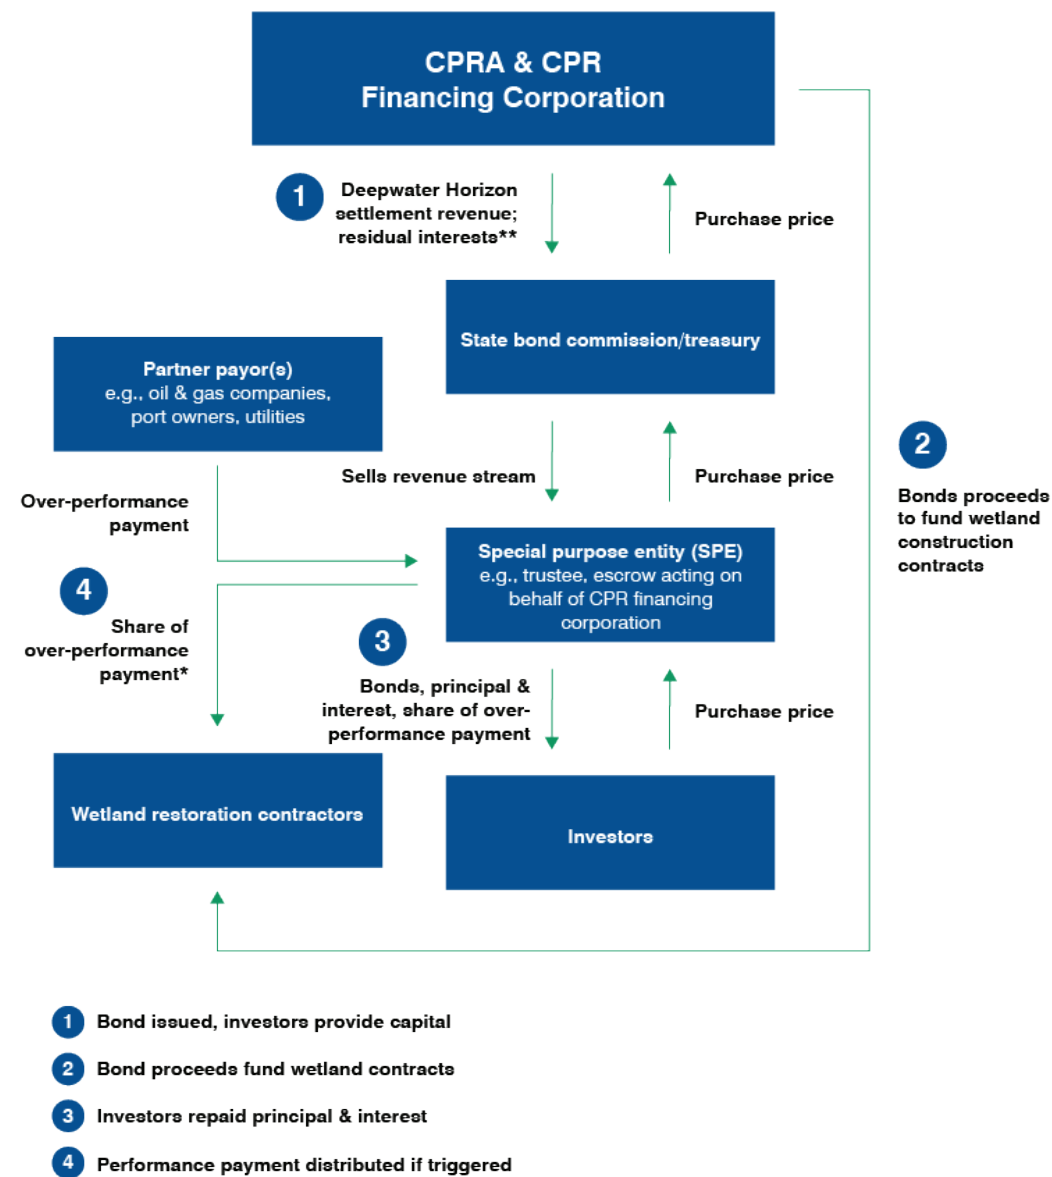 CPRA & CPR
Financing Corporation
1
Deepwater Horizon
settlement revenue;
residual interests**
Purchase price
State bond commission/treasury
Partner payor(s)
e.g., oil & gas companies,
port owners, utilities
2
Bonds proceeds
to fund wetland
construction
contracts
Sells revenue stream
Purchase price
Over-performance
payment
Special purpose entity (SPE)
e.g., trustee, escrow acting on
behalf of CPR financing
corporation
4
Share of
over-performance
payment*
3
Bonds, principal &
interest, share of over-
performance payment
Purchase price
Wetland restoration contractors
Investors
1 Bond issued, investors provide capital
2 Bond proceeds fund wetland contracts
3 Investors repaid principal & interest
4 Performance payment distributed if triggered